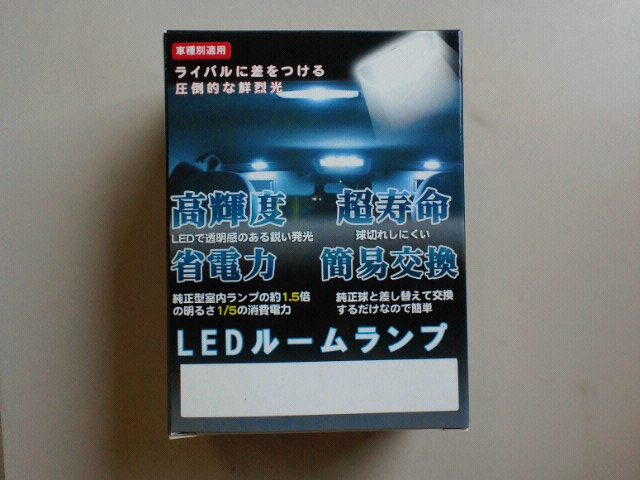 車種別適用
ライバルに差をつける
圧倒的な鮮烈光
高輝度
LEDで透明感のある鋭い発光
超寿命
球切れしにくい
省電力
純正型室内ランプの約1.5倍
の明るさ1/5の消費電力
簡易交換
純正球と差し替えて交換
するだけなので簡単
LEDルームランプ